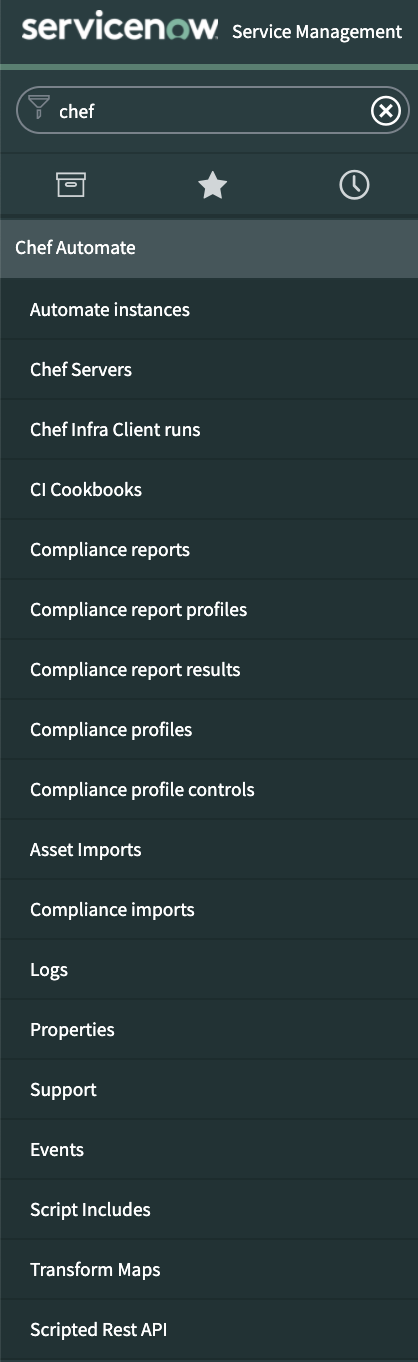 servicenow Service Management
chef
Chef Automate
Automate instances
Chef Servers
Chef Infra Client runs
CI Cookbooks
Compliance reports
Compliance report profiles
Compliance report results
Compliance profiles
Compliance profile controls
Asset Imports
Compliance imports
Logs
Properties
Support
Events
Script Includes
Transform Maps
Scripted Rest API